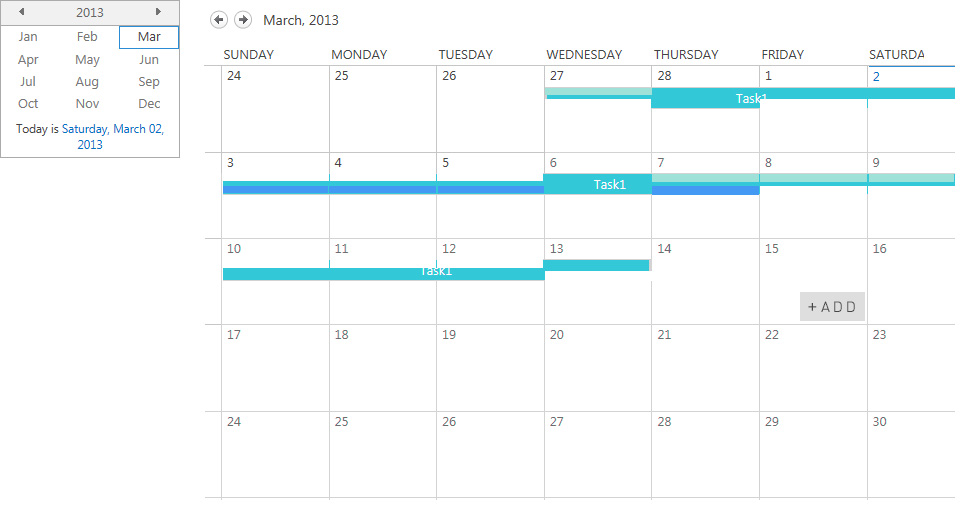 2013
Jan Feb Mar
Apr May Jun
Jul Aug Sep
Oct Nov Dec
Today is Saturday, March 02,
2013
March, 2013
SUNDAY MONDAY TUESDAY WEDNESDAY THURSDAY FRIDAY SATURDA
24 25 26 27 28 1 2
Task1
3 4 5 6 7 8 9
Task1
10 11 12 13 14 15 16
Task1
+ ADD
17 18 19 20 21 22 23
24 25 26 27 28 29 30